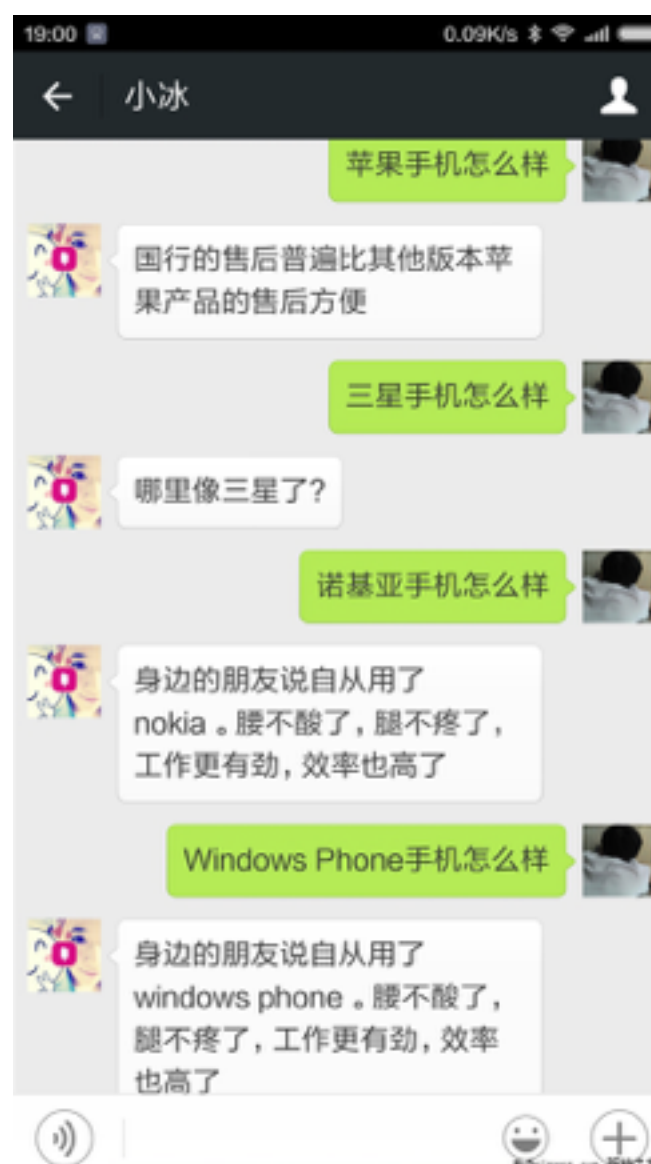 19:00
0.09K/s
小冰
苹果手机怎么样
国行的售后普遍比其他版本苹
果产品的售后方便
三星手机怎么样
哪里像三星了?
诺基亚手机怎么样
身边的朋友说自从用了
nokia 。腰不酸了, 腿不疼了,
工作更有劲, 效率也高了
Windows Phone手机怎么样
身边的朋友说自从用了
windows phone 。腰不酸了,
腿不疼了, 工作更有劲, 效率
也高了